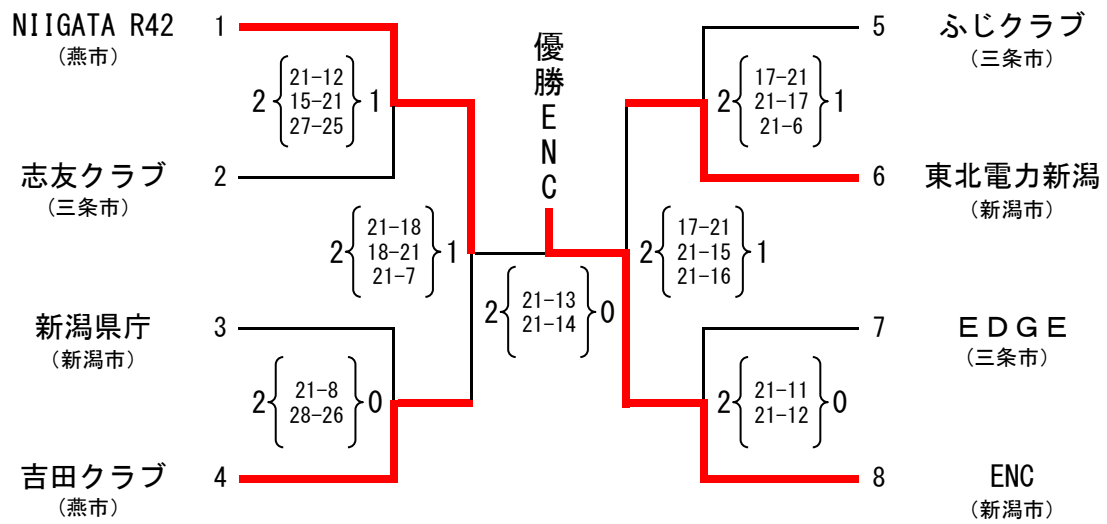 NIIGATA R42 1
(燕市)
2 21-12 1
15-21
27-25
志友クラブ 2
(三条市)
2 21-18 1
18-21
21-7
新潟県庁 3
(新潟市)
2 21-8 0
28-26
吉田クラブ 4
(燕市)
優勝ENC
2 21-13 0
21-14
5 ふじクラブ
(三条市)
2 17-21 1
21-17
21-6
6 東北電力新潟
(新潟市)
2 17-21 1
21-15
21-16
7 EDGE
(三条市)
2 21-11 0
21-12
8 ENC
(新潟市)